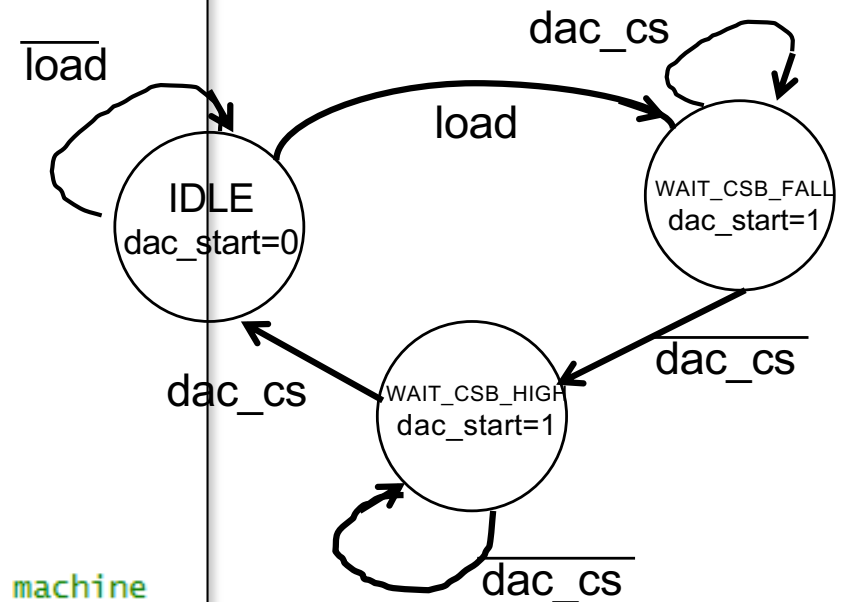 dac_cs
load
load
IDLE
dac_start=0
WAIT_CSB_FALL
dac_start=1
dac_cs
dac_cs
WAIT_CSB_HIGH
dac_start=1
dac_cs
machine